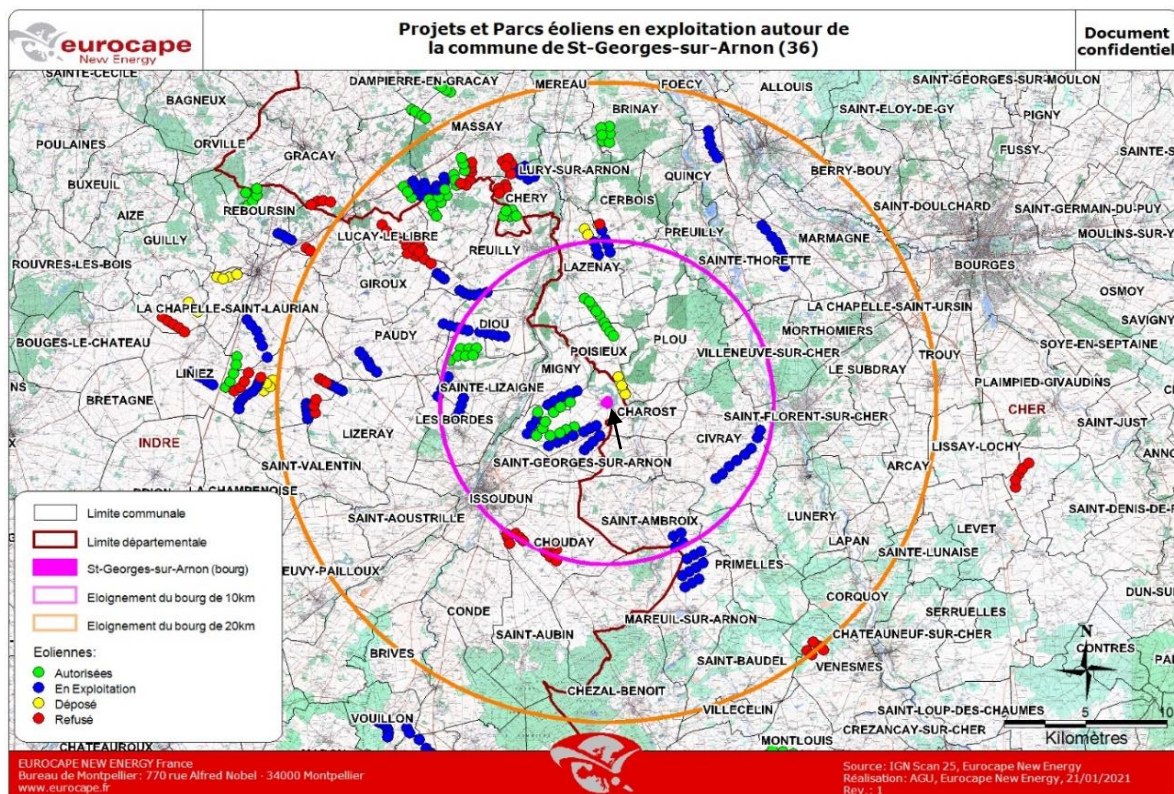 eurocape
New Energy
Projets et Parcs éoliens en exploitation autour de
la commune de St-Georges-sur-Arnon (36)
Document
confidentiel
SAINTE-CECILE
DAMPIERRE-EN-GRACAY
MEREAU
FOECY
ALLOUIS
SAINT-GEORGES-SUR-MOULON
BAGNEUX
BRINAY
SAINT-ELOY-DE-GY
PIGNY
POULAINES
ORVILLE
MASSAY
GRACAY
FUSSY
LURY-SUR-ARNON
QUINCY
BERRY-BOUY
BUXEUIL
CHERY
CERBOIS
SAINT-DOULCHARD
SAINT-GERMAIN-DU-PUY
AIZE
REBOURSIN
GUILLY
LUCAY-LE-LIBRE
REUILLY
PREUILLY
MARMAGNE
MOULINS-SUR-Y
ROUVRES-LES-BOIS
LAZENAY
SAINTE-THORETTE
BOURGES
GIROUX
OSMOY
LA CHAPELLE-SAINT-LAURIAN
LA CHAPELLE-SAINT-URSIN
SAVIGNY
DIOU
MORTHOMIERS
BOUGES-LE-CHATEAU
PAUDY
PLOU
SOYE-EN-SEPTAINE
POISIEUX
VILLENEUVE-SUR-CHER
TROUY
MIGNY
LE SUBDRAY
LINIEZ
PLAIMPIED-GIVAUDINS
SAINTE-LIZAIGNE
BRETAGNE
CHAROST
SAINT-FLORENT-SUR-CHER
CHER
LES BORDES
SAINT-JUST
INDRE
LIZERAY
CIVRAY
LISSAY-LOCHY
SAINT-VALENTIN
SAINT-GEORGES-SUR-ARNON
ARCAY
LA CHAMPENOISE
ISSOUDUN
SAINT-AOUSTRILLE
SAINT-AMBROIX
LUNERY
LEVET
CHOUDAY
LAPAN
SAINTE-LUNAISE
PRIMELLES
EUVY-PAILLOUX
CORQUOY
CONDE
SERRUELLES
MAREUIL-SUR-ARNON
SAINT-AUBIN
CHATEAUNEUF-SUR-CHER
BRIVES
SAINT-BAUDEL
VENESMES
CONTRES
CHEZAL-BENOIT
VILLECELIN
SAINT-LOUP-DES-CHAUMES
VOUILLON
CREZANCAY-SUR-CHER
CHATEAUROUX
MONTLOUIS
Limite communale
Limite départementale
St-Georges-sur-Arnon (bourg)
Eloignement du bourg de 10km
Eloignement du bourg de 20km
Eoliennes:
Autorisées
En Exploitation
Déposé
Refusé
N
5
10
Kilomètres
EUROCAPE NEW ENERGY France
Bureau de Montpellier: 770 rue Alfred Nobel - 34000 Montpellier
www.eurocape.fr
Source: IGN Scan 25, Eurocape New Energy
Réalisation: AGU, Eurocape New Energy, 21/01/2021
Rev.: 1